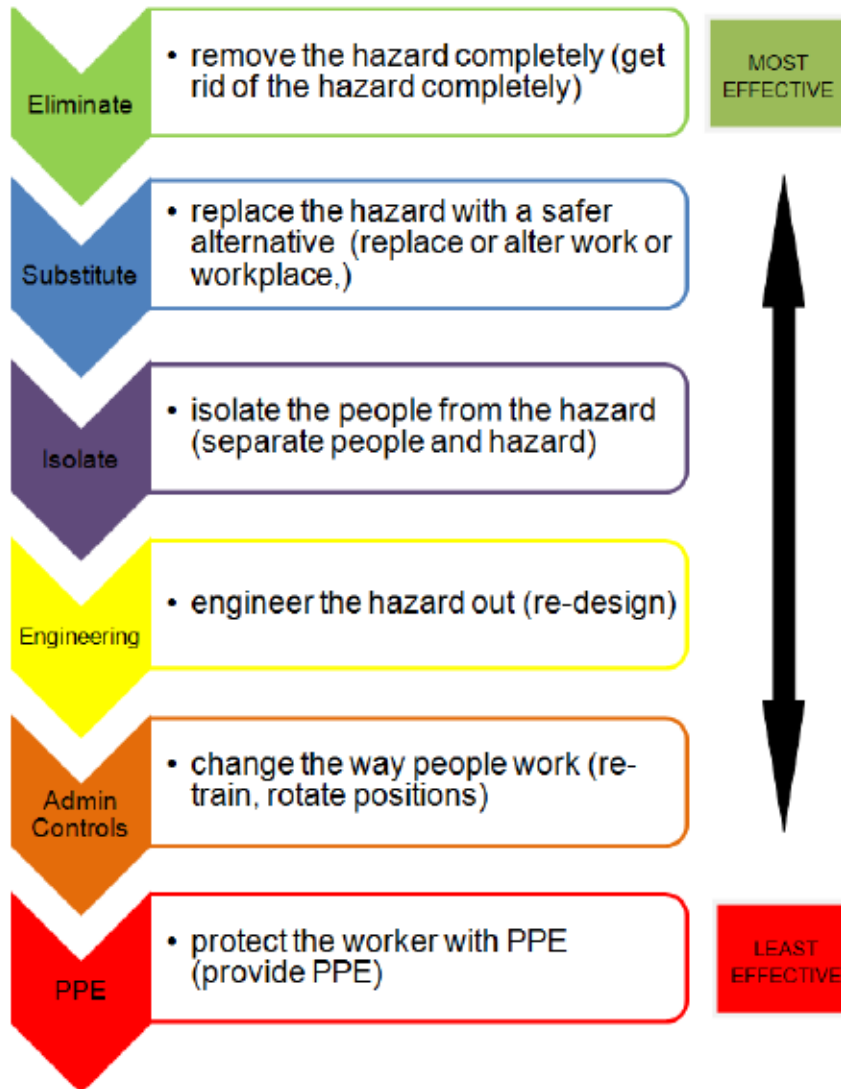 Eliminate
• remove the hazard completely (get
rid of the hazard completely)
MOST
EFFECTIVE
Substitute
• replace the hazard with a safer
alternative (replace or alter work or
workplace,)
Isolate
• isolate the people from the hazard
(separate people and hazard)
Engineering
• engineer the hazard out (re-design)
Admin
Controls
• change the way people work (re-
train, rotate positions)
PPE
• protect the worker with PPE
(provide PPE)
LEAST
EFFECTIVE